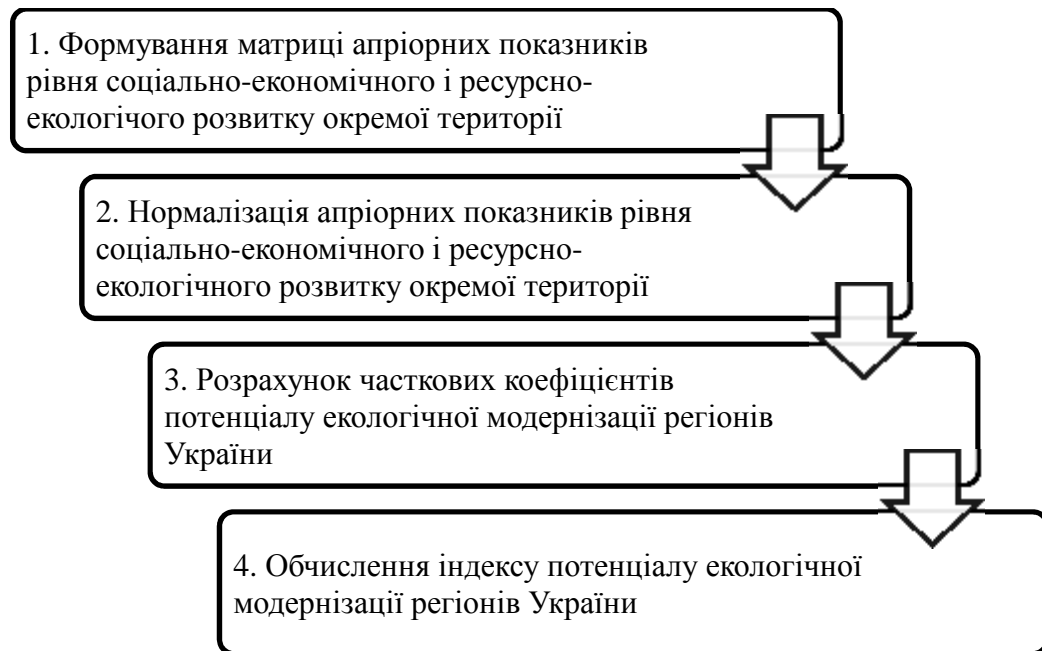 1. Формування матриці апріорних показників
рівня соціально-економічного і ресурсно-
екологічого розвитку окремої території
2. Нормалізація апріорних показників рівня
соціально-економічного і ресурсно-
екологічного розвитку окремої території
3. Розрахунок часткових коефіцієнтів
потенціалу екологічної модернізації регіонів
України
4. Обчислення індексу потенціалу екологічної
модернізації регіонів України